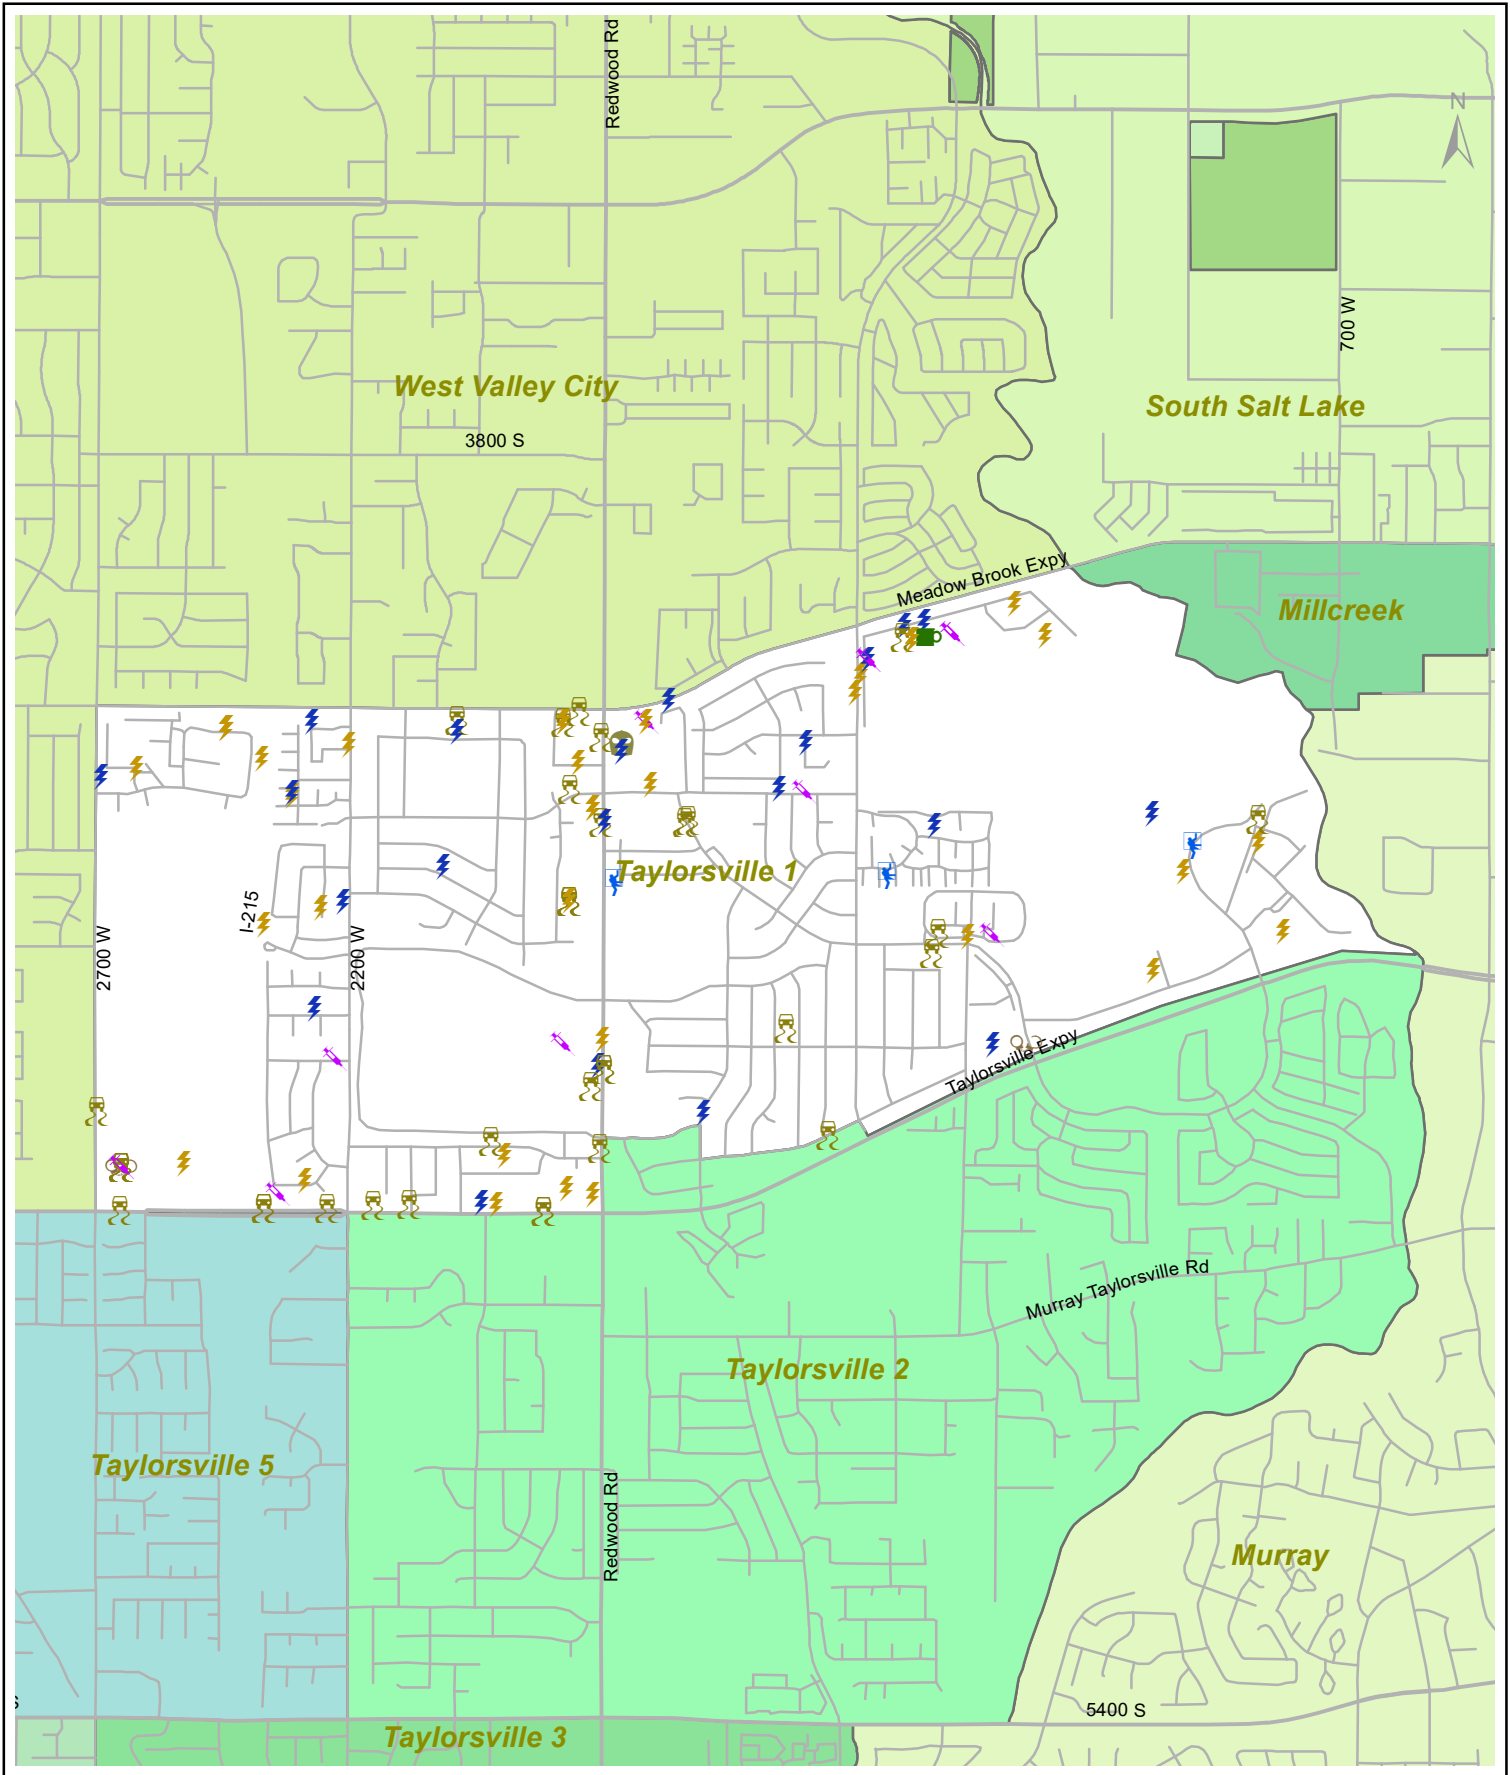 Redwood Rd
N
700 W
West Valley City
South Salt Lake
3800 S
Meadow Brook Expy
Millcreek
Taylorsville 1
I-215
2700 W
2200 W
Taylorsville Expy
Murray Taylorsville Rd
Taylorsville 2
Taylorsville 5
Redwood Rd
Murray
5400 S
Taylorsville 3